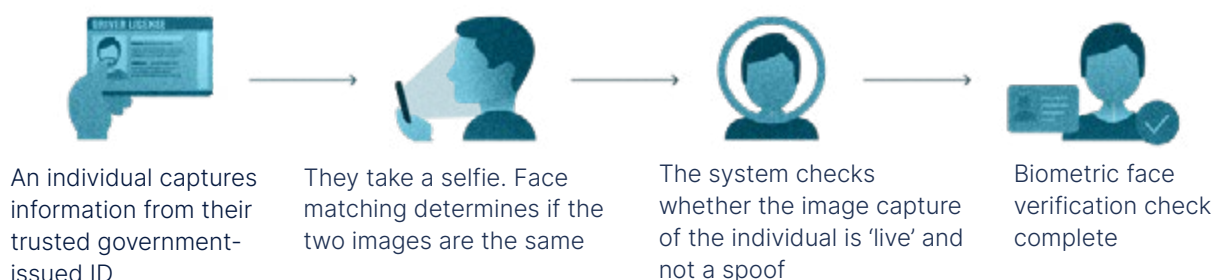 DRIVER LICENSE
An individual captures
information from their
trusted government-
issued ID
They take a selfie. Face
matching determines if the
two images are the same
The system checks
whether the image capture
of the individual is ‘live’ and
not a spoof
Biometric face
verification check
complete